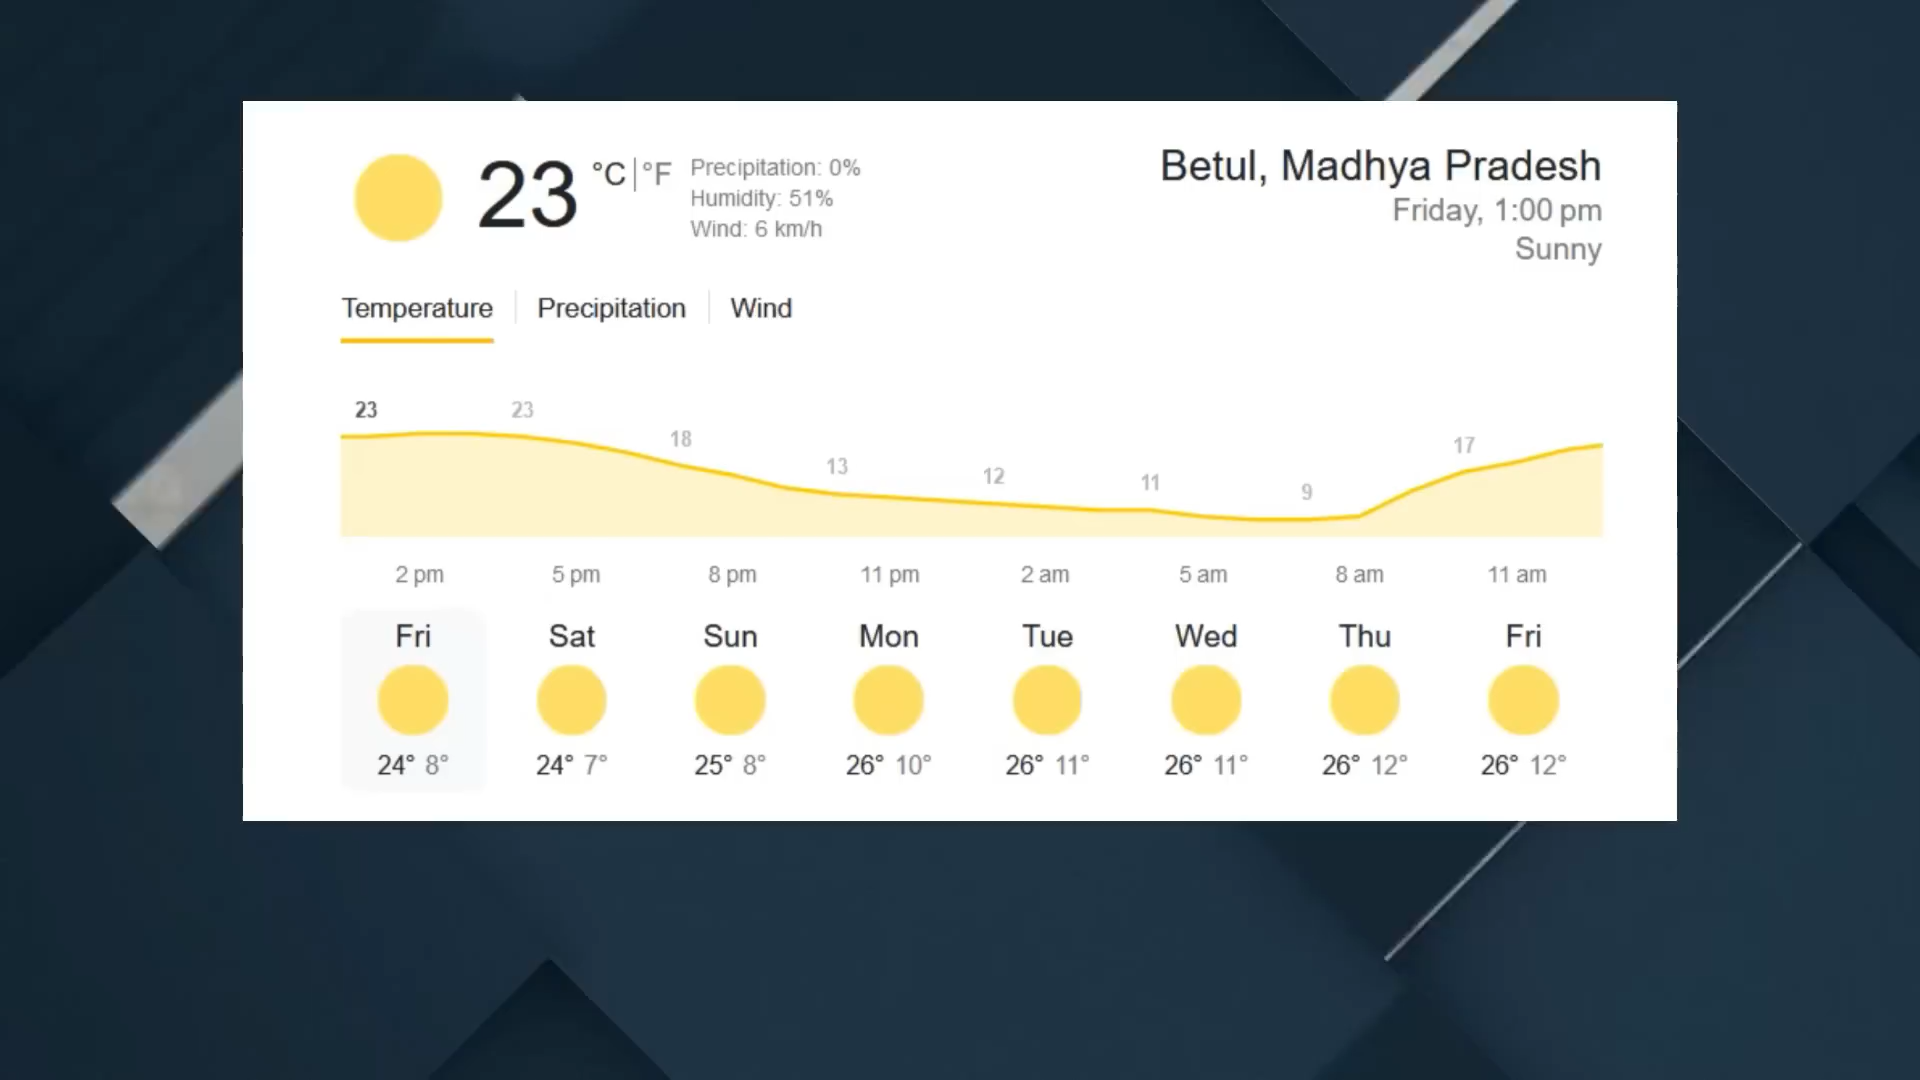 23 °C | °F
Precipitation: 0%
Humidity: 51%
Wind: 6 km/h
Betul, Madhya Pradesh
Friday, 1:00 pm
Sunny
Temperature Precipitation Wind
23 23 18 13 12 11 9 17
2 pm 5 pm 8 pm 11 pm 2 am 5 am 8 am 11 am
Fri Sat Sun Mon Tue Wed Thu Fri
24° 8° 24° 7° 25° 8° 26° 10° 26° 11° 26° 11° 26° 12° 26° 12°